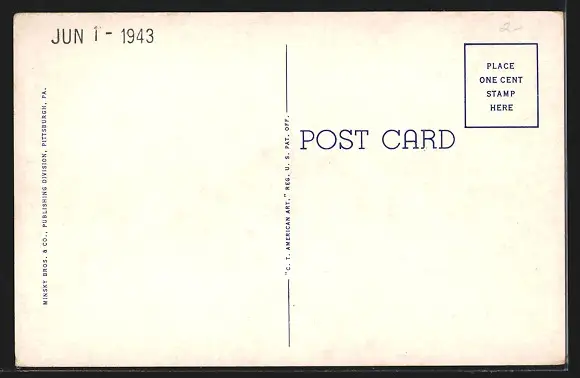 JUN 1 - 1943
2-
PLACE
ONE CENT
STAMP
HERE
POST CARD
MINSKY BROS. & CO., PUBLISHING DIVISION, PITTSBURGH, PA.
"C. T. AMERICAN ART," REG. U. S. PAT. OFF.